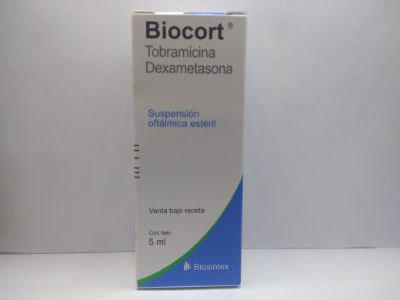 Biocort®
Tobramicina
Dexametasona
Suspensión
oftálmica estéril
Venta bajo receta
Cont. Neto
5 ml
Biosintex